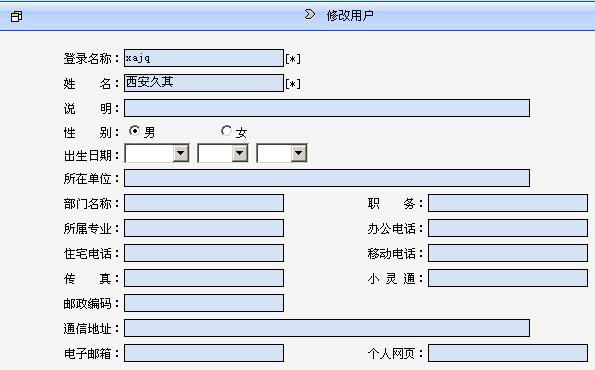 修改用户
登录名称：xajq[*]
姓　　名：西安久其[*]
说　　明：
性　　别：男 女
出生日期：
所在单位：
部门名称： 职　　务：
所属专业： 办公电话：
住宅电话： 移动电话：
传　　真： 小 灵 通：
邮政编码：
通信地址：
电子邮箱： 个人网页：